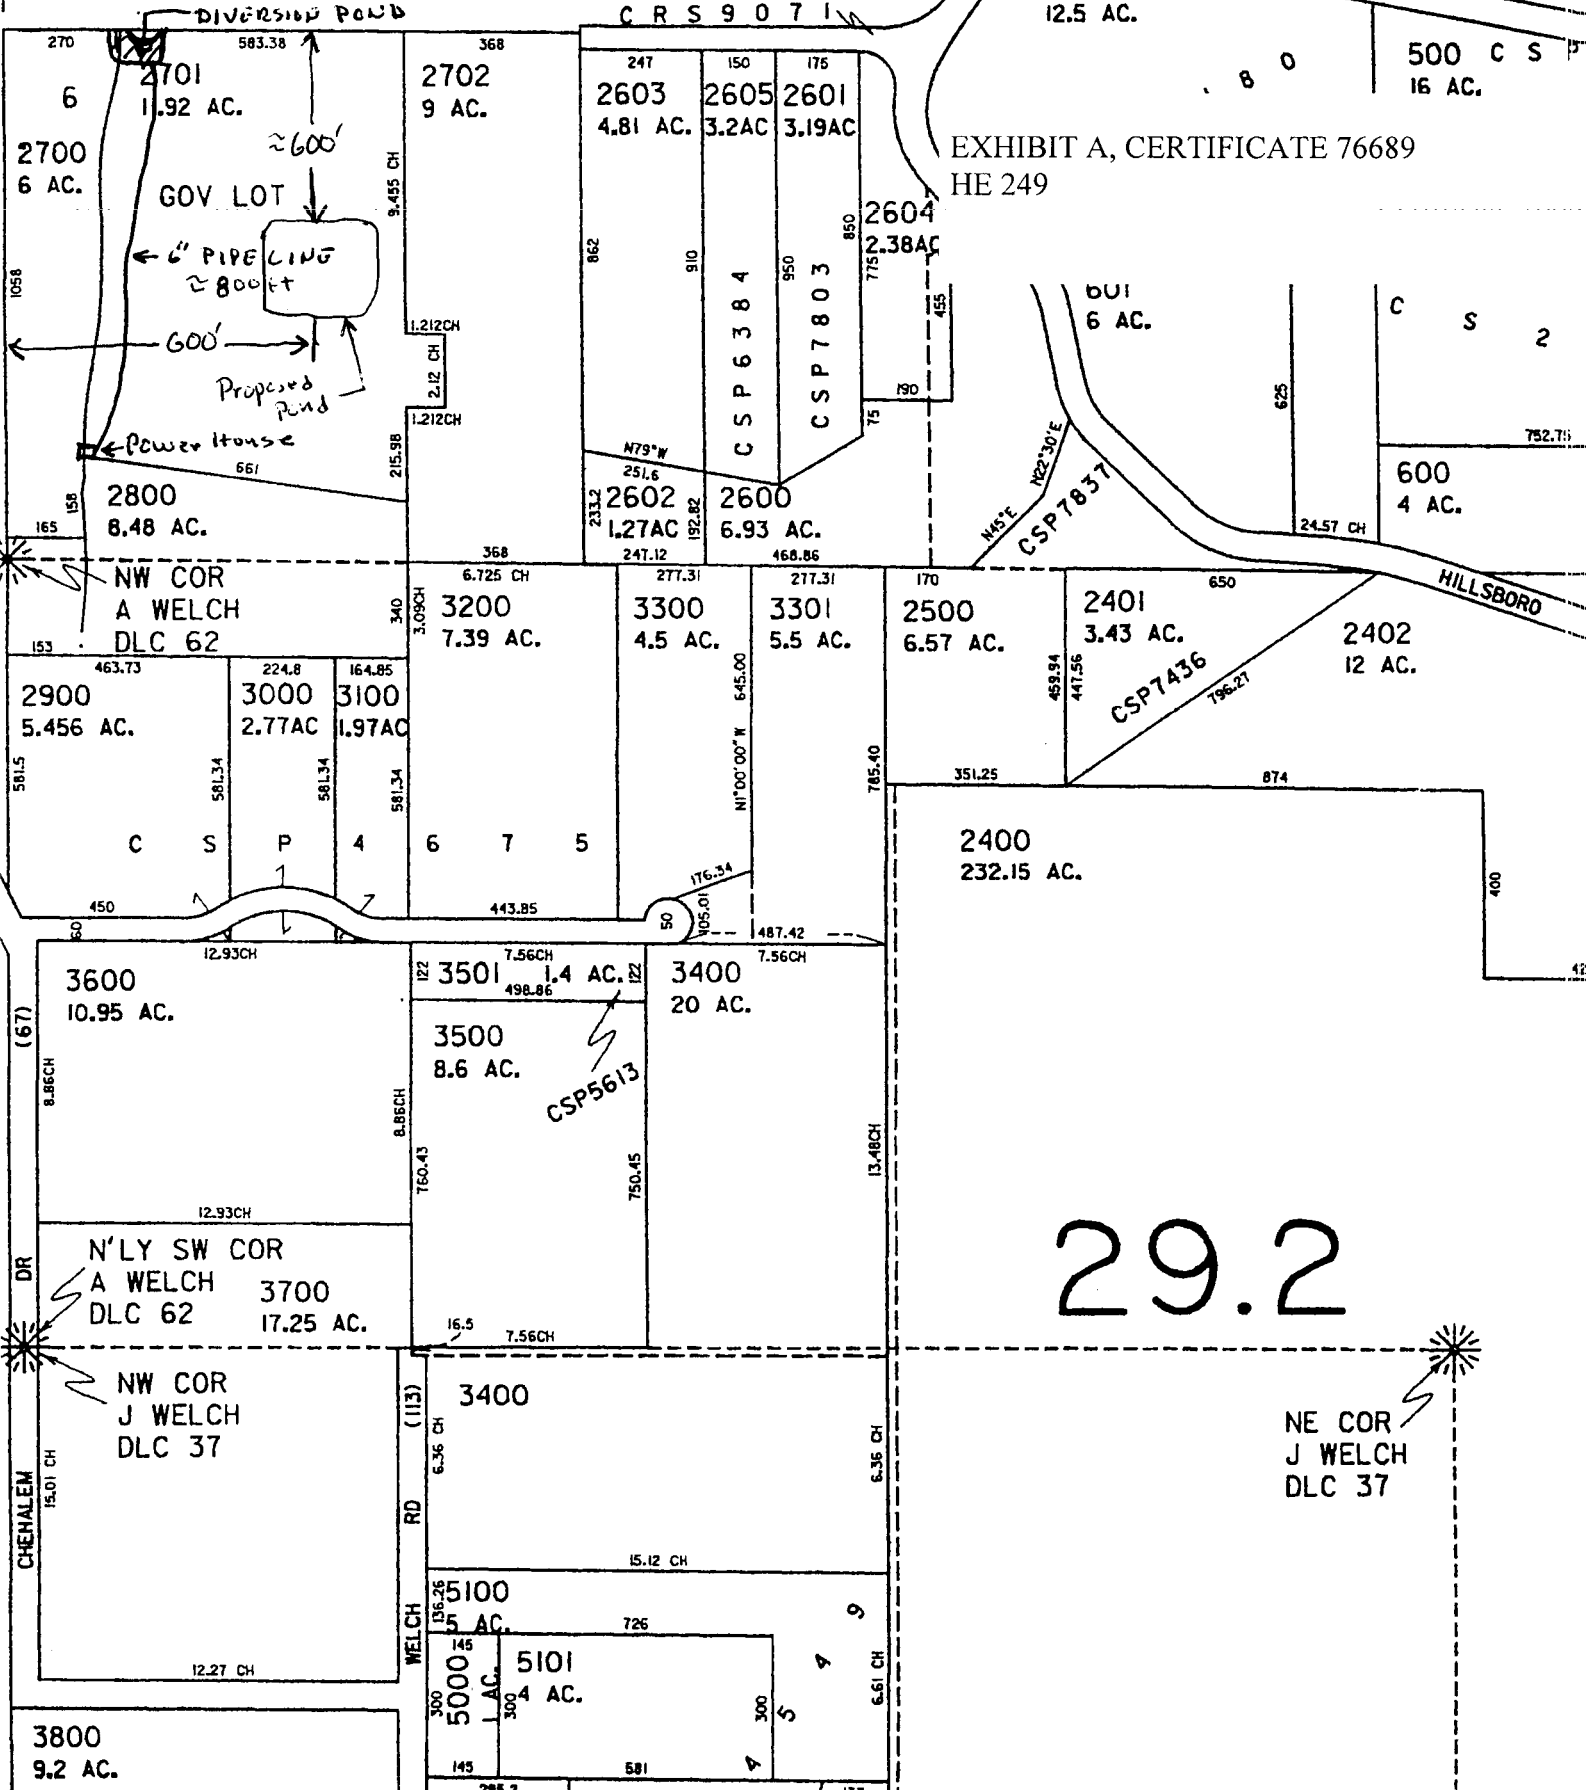 DIVERSION POND
CRS9071
12.5 AC.
80
500
16 AC.
C S P
270
583.38
368
2701
11.92 AC.
6
2700
6 AC.
≈600'
GOV LOT
2702
9 AC.
9.455 CH
247
150
175
2603
4.81 AC.
2605
3.2AC
2601
3.19AC
EXHIBIT A, CERTIFICATE 76689
HE 249
2604
2.38AC
850
775
862
910
950
455
CSP6384
CSP7803
6" PIPE LINE
≈800ft
1058
600'
Proposed
Pond
1.212CH
2.12 CH
1.212CH
215.98
Power House
661
601
6 AC.
C S 2
625
190
75
752.75
N79°W
251.6
N22°30'E
N45°E
CSP7837
600
4 AC.
24.57 CH
2800
8.48 AC.
158
165
2602
1.27AC
233.2
192.82
2600
6.93 AC.
368
247.12
468.86
NW COR
A WELCH
DLC 62
153
340
3.09CH
6.725 CH
277.31
277.31
170
650
HILLSBORO
3200
7.39 AC.
3300
4.5 AC.
3301
5.5 AC.
2500
6.57 AC.
2401
3.43 AC.
2402
12 AC.
463.73
224.8
164.85
2900
5.456 AC.
3000
2.77AC
3100
1.97AC
N1°00'00"W 645.00
459.94
447.56
CSP7436
796.27
581.5
581.34
581.34
581.34
785.40
351.25
874
CSP4675
2400
232.15 AC.
400
176.34
105.01
50
450
60
443.85
487.42
12.93CH
7.56CH
7.56CH
3600
10.95 AC.
122
3501
1.4 AC.
122
498.86
3400
20 AC.
(67)
3500
8.6 AC.
CSP5613
8.86CH
8.86CH
760.43
750.45
13.48CH
12.93CH
29.2
N'LY SW COR
A WELCH
DLC 62
DR
3700
17.25 AC.
16.5
7.56CH
NW COR
J WELCH
DLC 37
(113)
3400
6.36 CH
6.36 CH
NE COR
J WELCH
DLC 37
CHEHALEM
15.01 CH
RD
15.12 CH
5100
5 AC.
136.26
9
WELCH
726
145
5101
4 AC.
5000
1 AC.
300
300
300
4
5
4
6.61 CH
12.27 CH
3800
9.2 AC.
145
581